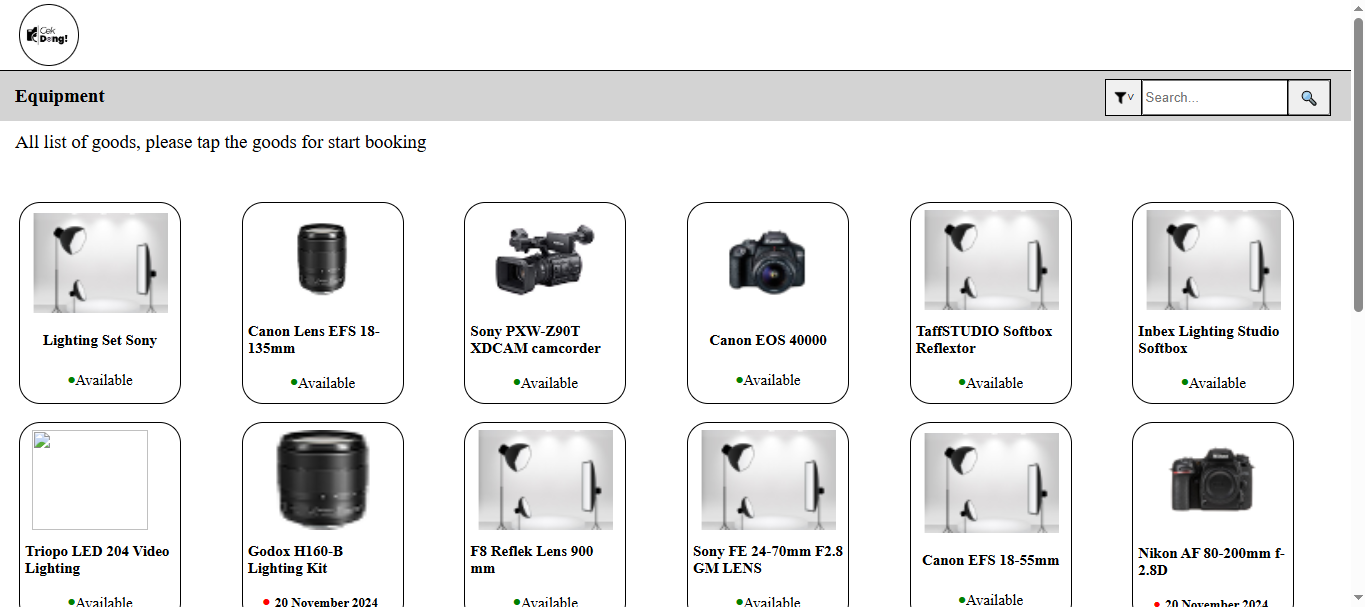 Cek
Dong!
Equipment
Search...
All list of goods, please tap the goods for start booking
Lighting Set Sony
Available
Canon Lens EFS 18-
135mm
Available
Sony PXW-Z90T
XDCAM camcorder
Available
Canon EOS 40000
Available
TaffSTUDIO Softbox
Reflextor
Available
Inbex Lighting Studio
Softbox
Available
Triopo LED 204 Video
Lighting
Available
Godox H160-B
Lighting Kit
20 November 2024
F8 Reflek Lens 900
mm
Available
Sony FE 24-70mm F2.8
GM LENS
Available
Canon EFS 18-55mm
Available
Nikon AF 80-200mm f-
2.8D
20 November 2024